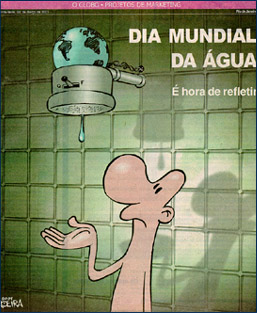 O GLOBO • PROJETOS DE MARKETING
DIA MUNDIAL
DA ÁGUA
É hora de refletir